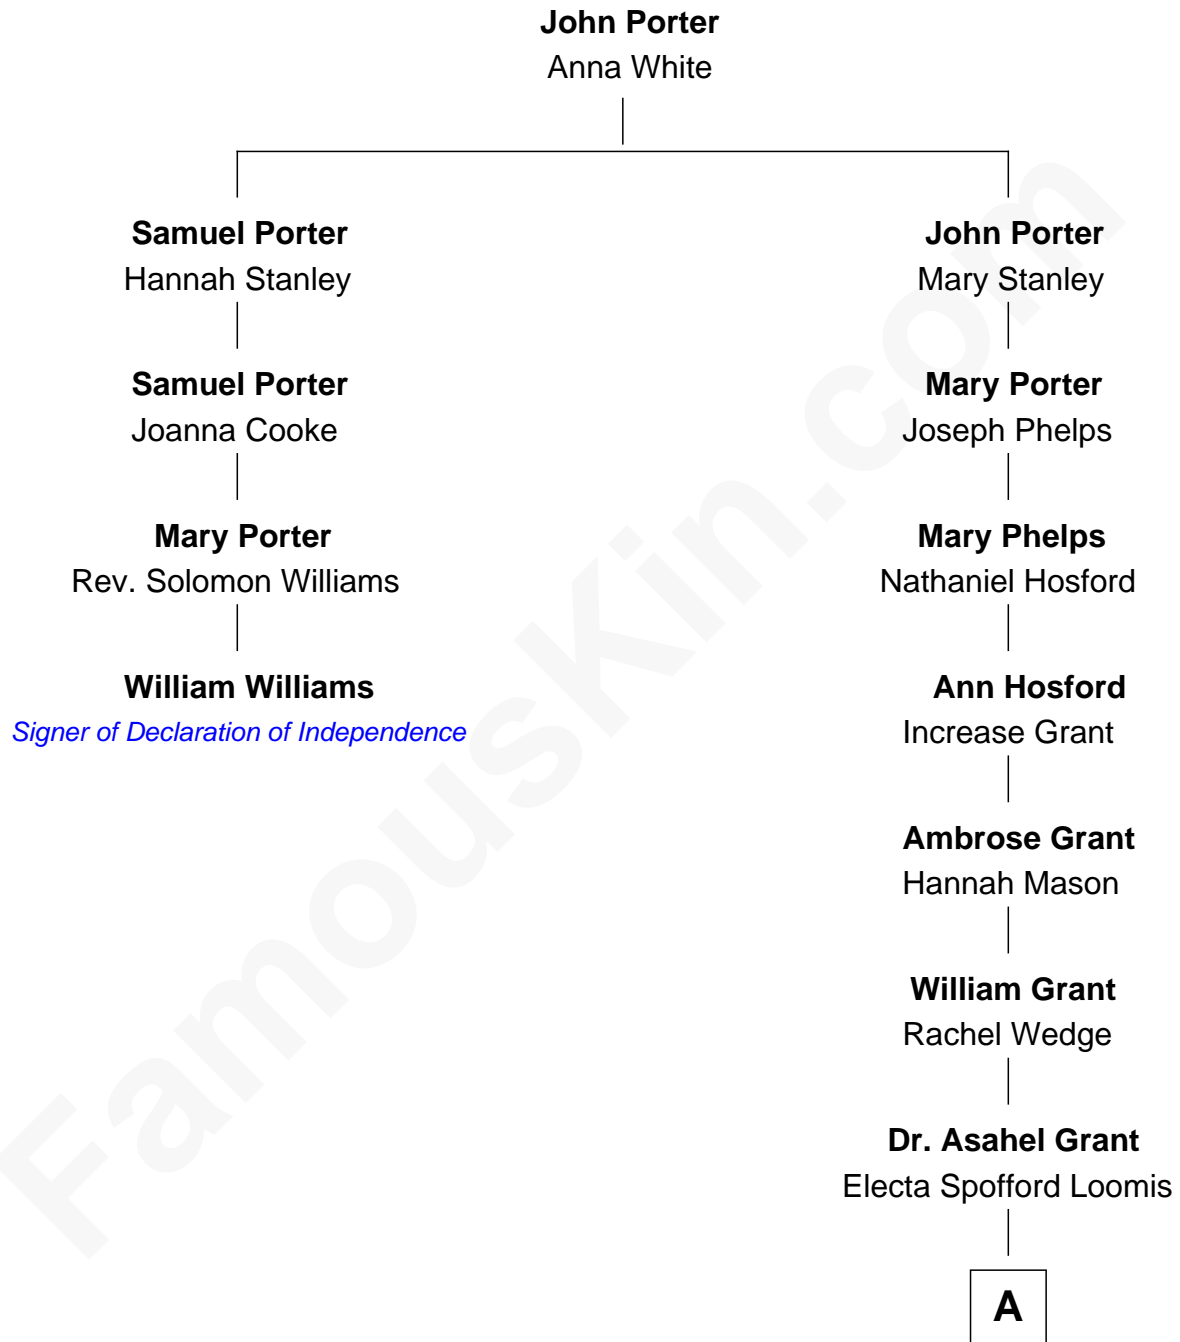 John Porter
Anna White
Samuel Porter
Hannah Stanley
Samuel Porter
Joanna Cooke
Mary Porter
Rev. Solomon Williams
William Williams
Signer of Declaration of Independence
John Porter
Mary Stanley
Mary Porter
Joseph Phelps
Mary Phelps
Nathaniel Hosford
Ann Hosford
Increase Grant
Ambrose Grant
Hannah Mason
William Grant
Rachel Wedge
Dr. Asahel Grant
Electa Spofford Loomis
A
FamousKin.com